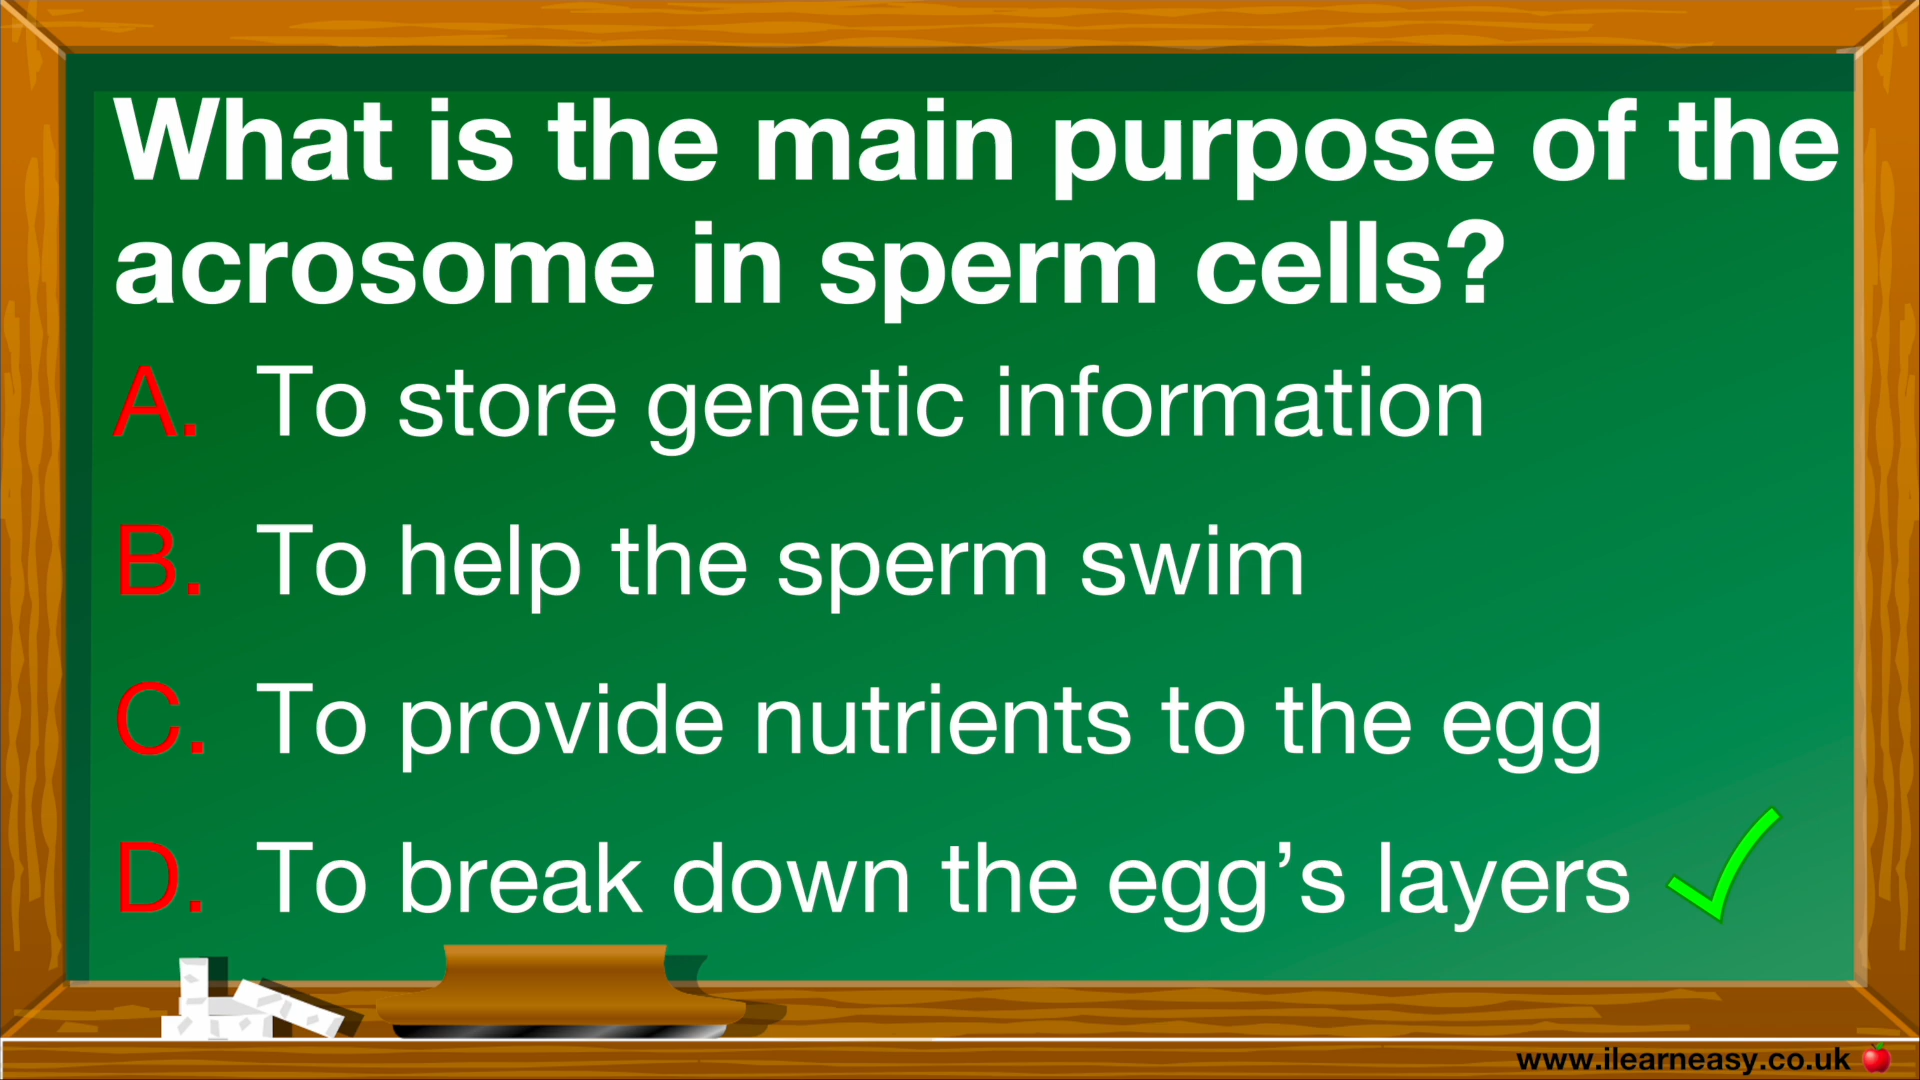 What is the main purpose of the
acrosome in sperm cells?
A. To store genetic information
B. To help the sperm swim
C. To provide nutrients to the egg
D. To break down the egg’s layers
www.ilearneasy.co.uk